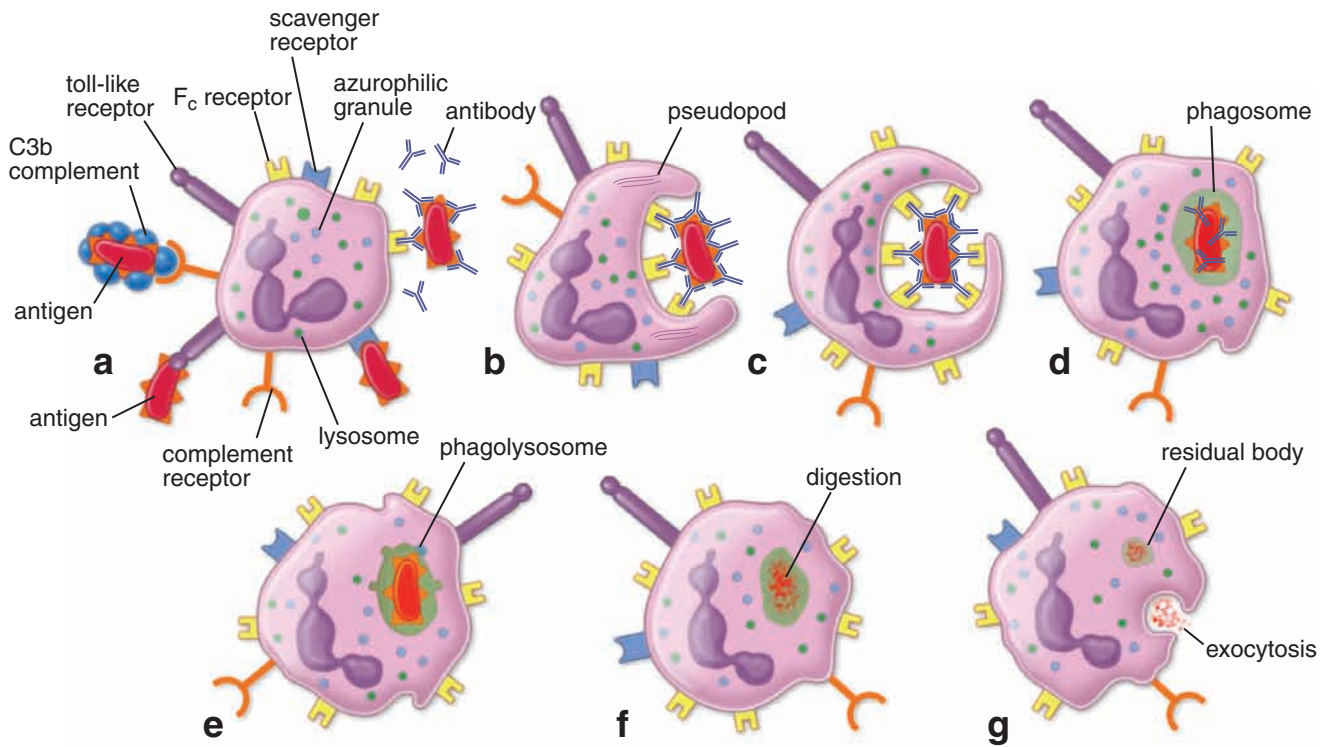 scavenger
receptor
toll-like
receptor
Fc receptor
azurophilic
granule
antibody
C3b
complement
antigen
a
antigen
complement
receptor
lysosome
pseudopod
b
c
phagosome
d
phagolysosome
e
digestion
f
residual body
exocytosis
g